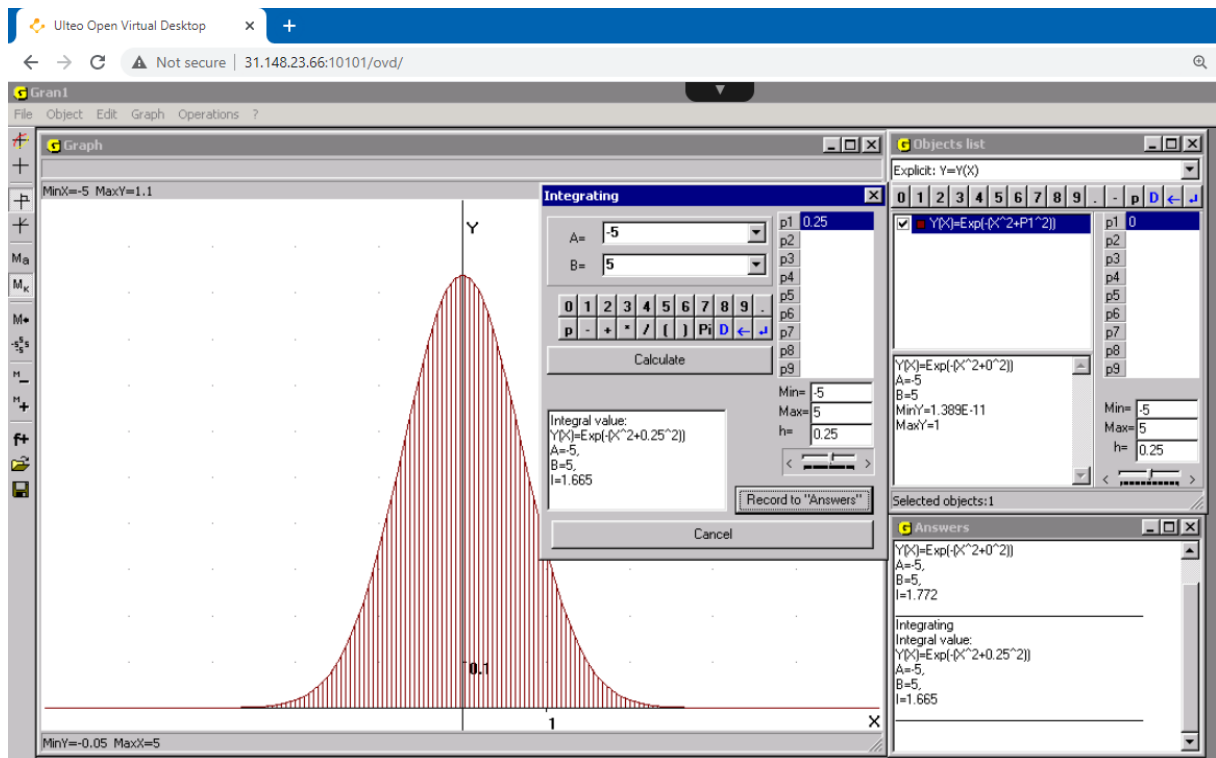 Ulteo Open Virtual Desktop
Not secure | 31.148.23.66:10101/ovd/
Gran1
File Object Edit Graph Operations ?
Graph
MinX=-5 MaxY=1.1
Y
0.1
1
X
MinY=-0.05 MaxX=5
Integrating
A= -5
B= 5
0 1 2 3 4 5 6 7 8 9 .
p - + * / ( ) Pi D ← ↲
Calculate
Integral value:
Y(X)=Exp(-(X^2+0.25^2))
A=-5,
B=5,
I=1.665
p1 0.25
p2
p3
p4
p5
p6
p7
p8
p9
Min= -5
Max= 5
h= 0.25
< >
Record to "Answers"
Cancel
Objects list
Explicit: Y=Y(X)
0 1 2 3 4 5 6 7 8 9 . - p D ← ↲
Y(X)=Exp(-(X^2+P1^2))
p1 0
p2
p3
p4
p5
p6
p7
p8
p9
Y(X)=Exp(-(X^2+0^2))
A=-5
B=5
MinY=1.389E-11
MaxY=1
Min= -5
Max= 5
h= 0.25
< >
Selected objects:1
Answers
Y(X)=Exp(-(X^2+0^2))
A=-5,
B=5,
I=1.772
Integrating
Integral value:
Y(X)=Exp(-(X^2+0.25^2))
A=-5,
B=5,
I=1.665
Ma
Mк
f+